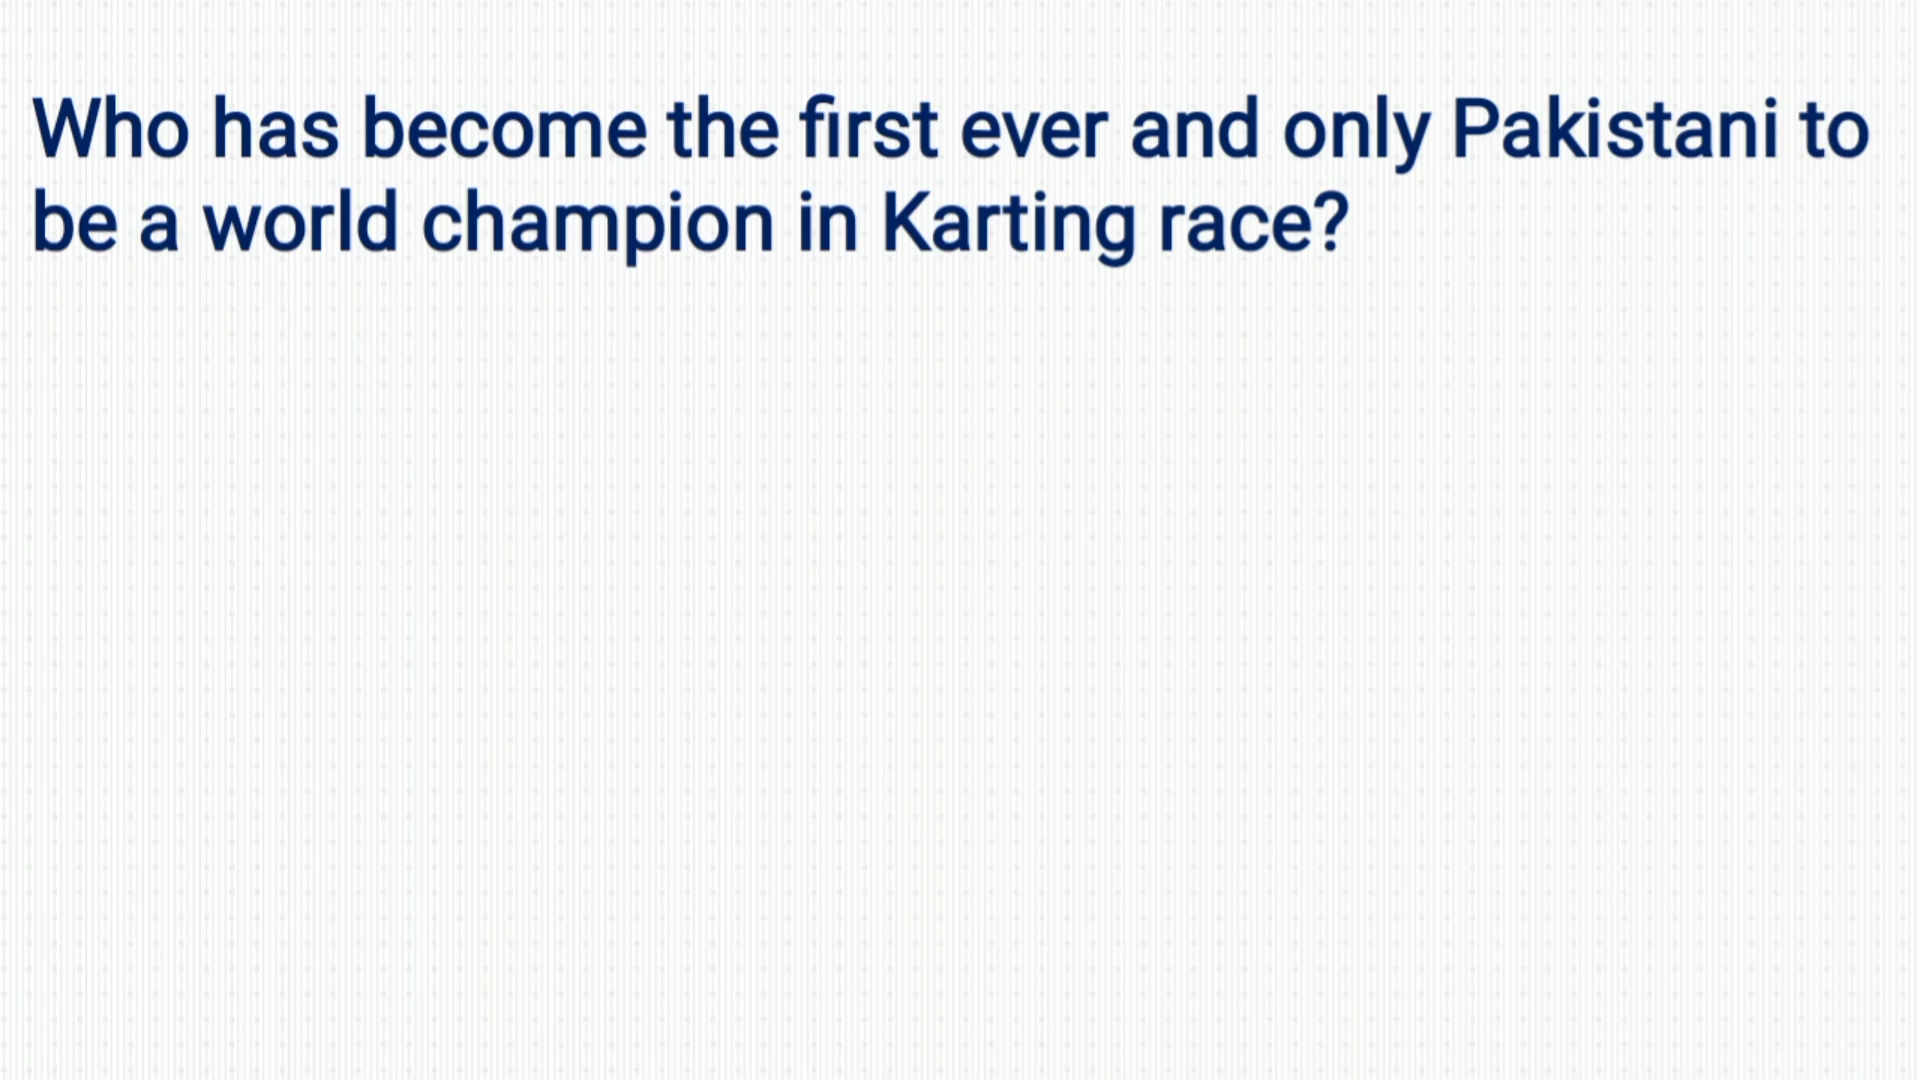 Who has become the first ever and only Pakistani to
be a world champion in Karting race?